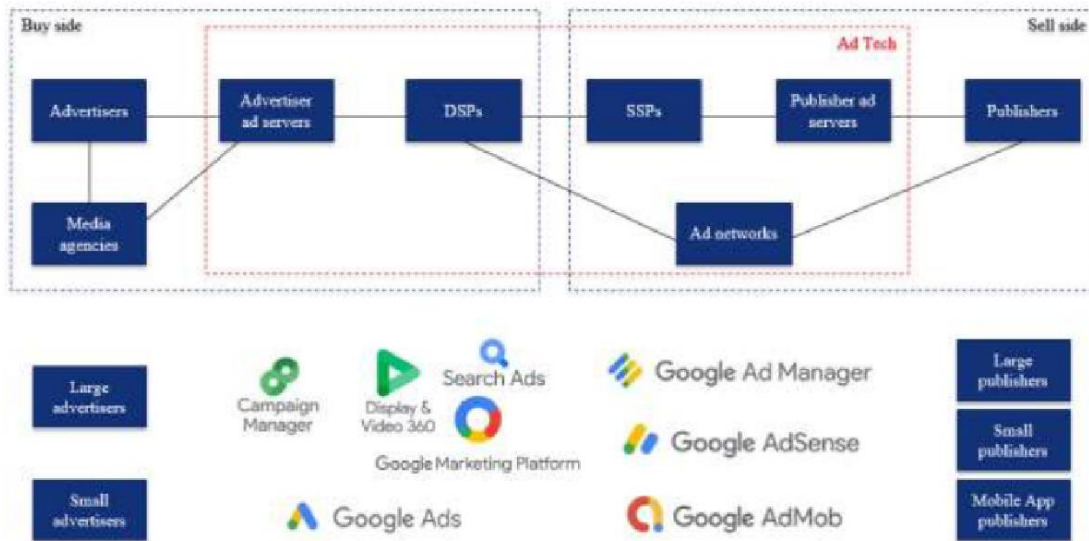 Buy side
Sell side
Ad Tech
Advertisers
Advertiser
ad servers
DSPs
SSPs
Publisher ad
servers
Publishers
Media
agencies
Ad networks
Large
advertisers
Campaign
Manager
Display &
Video 360
Search Ads
Google Marketing Platform
Google Ad Manager
Large
publishers
Google AdSense
Small
publishers
Small
advertisers
Google Ads
Google AdMob
Mobile App
publishers